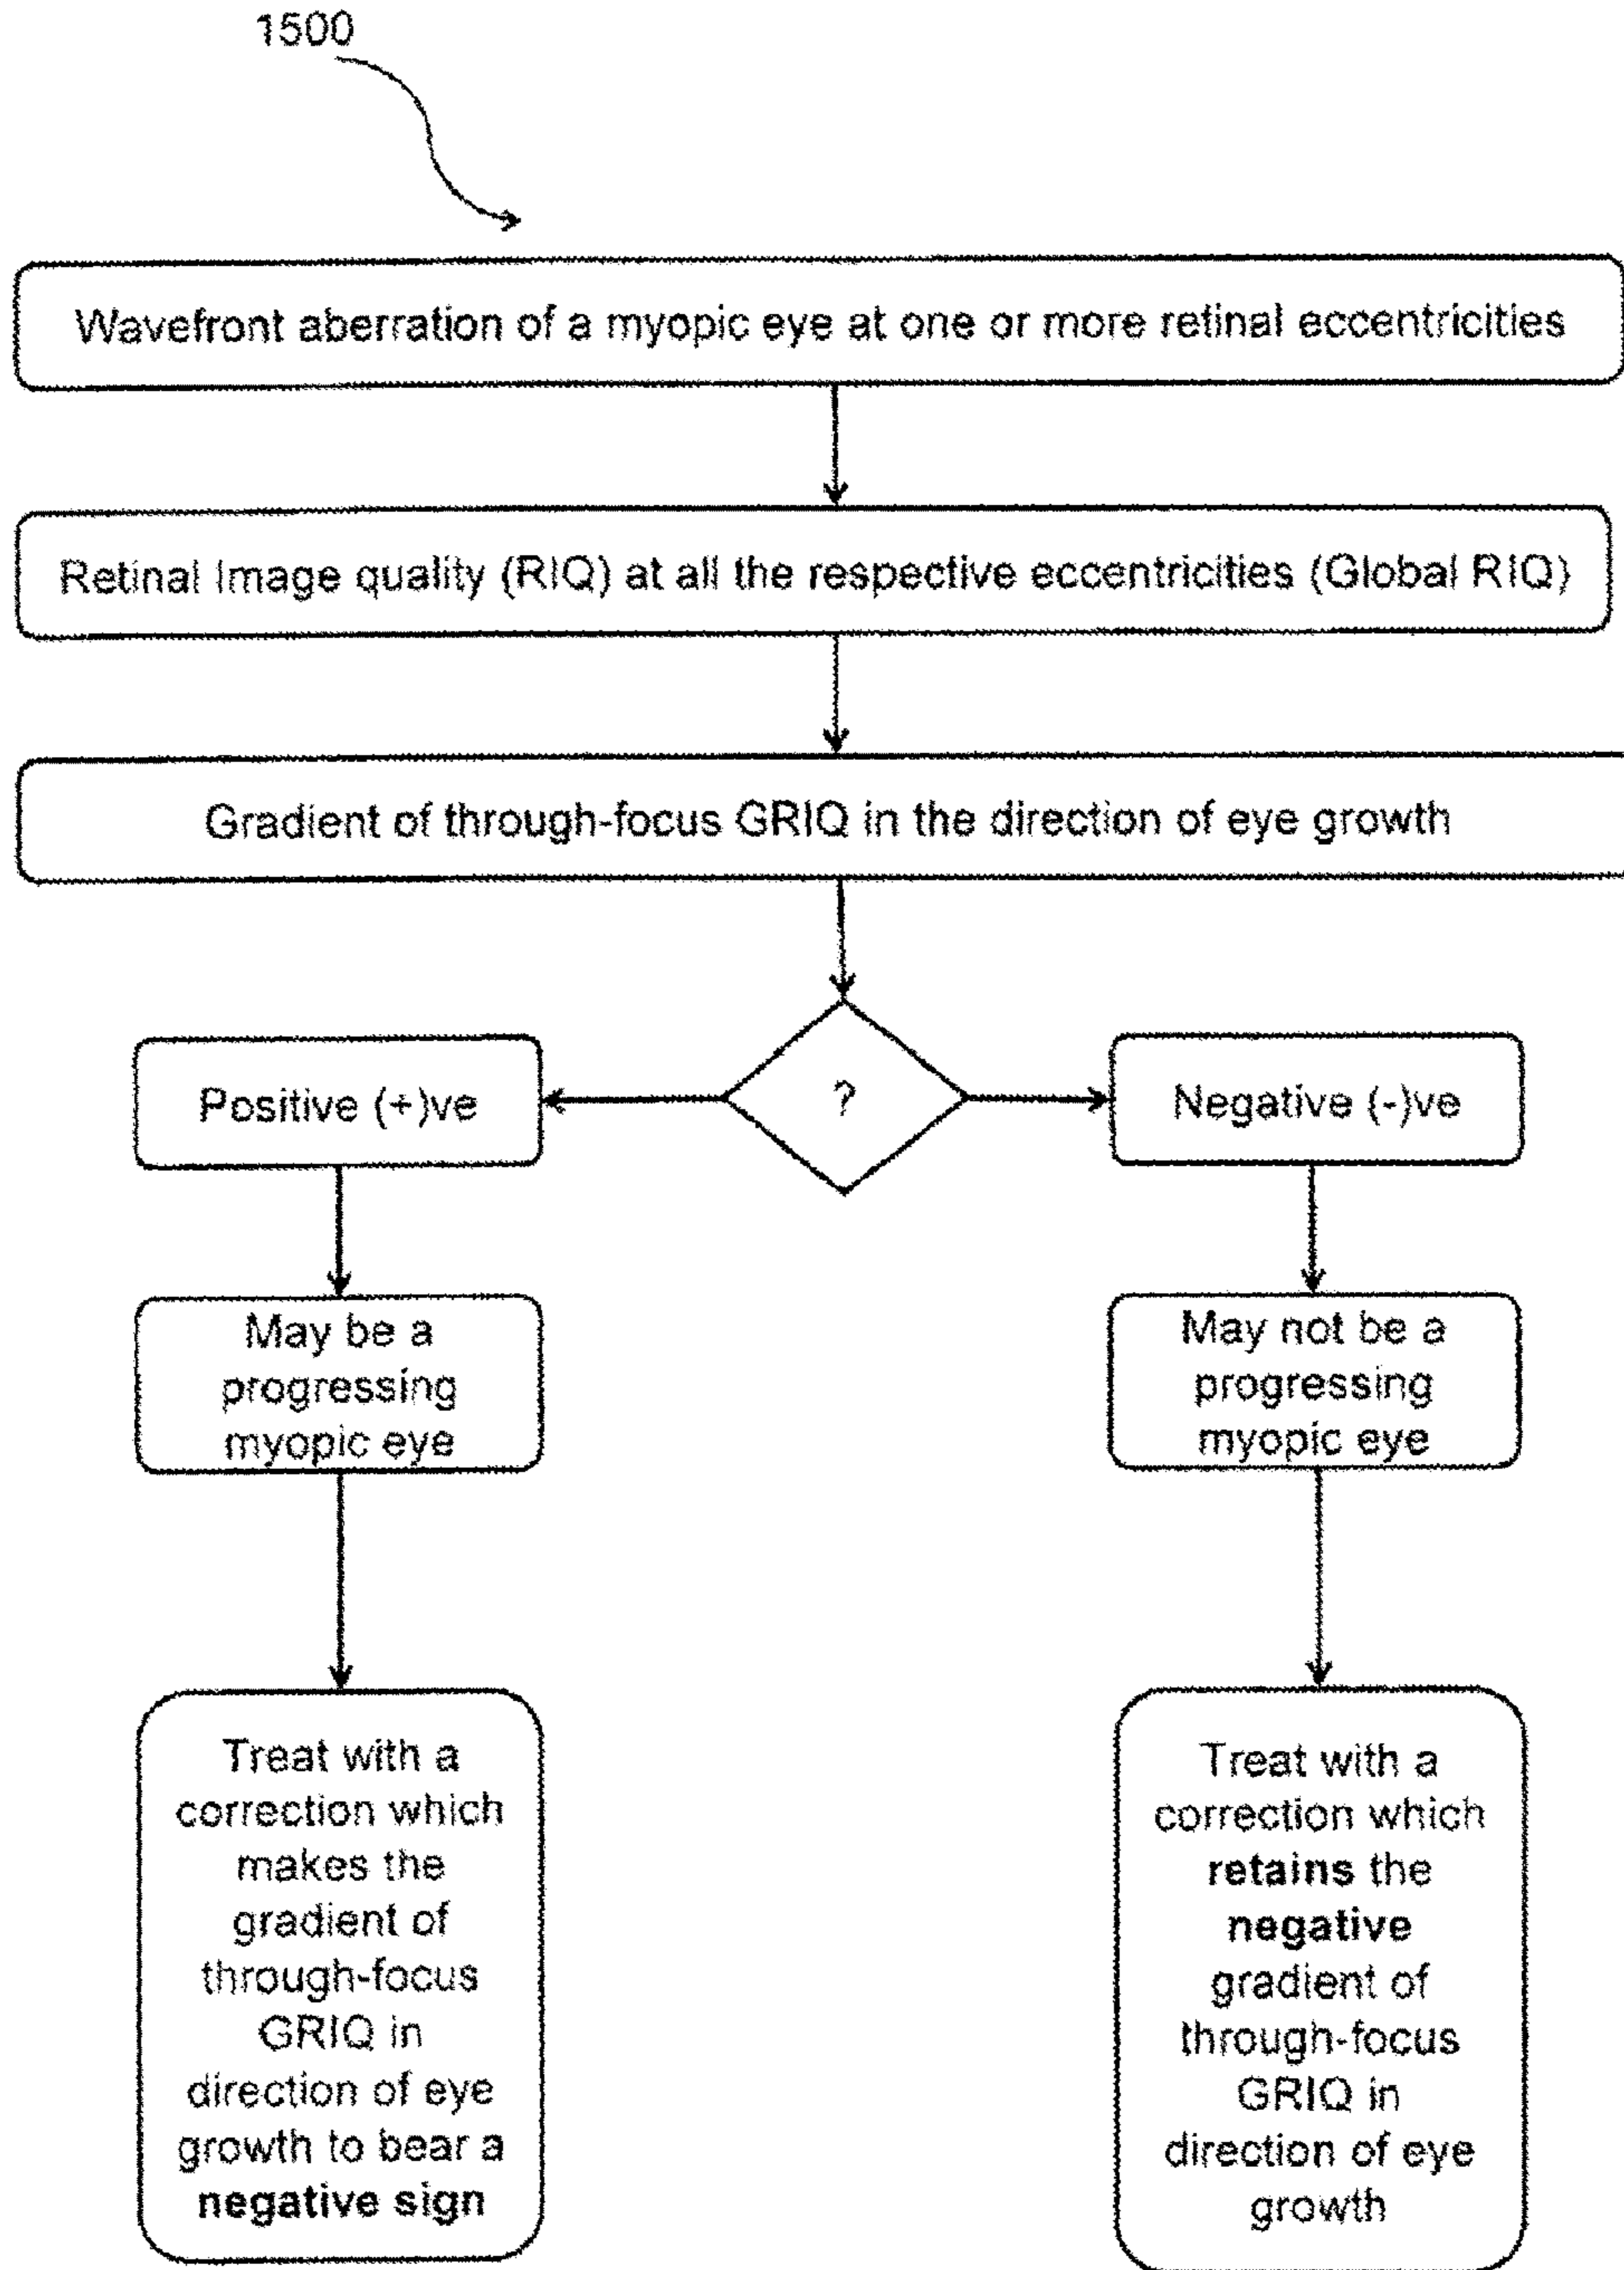 1500
Wavefront aberration of a myopic eye at one or more retinal eccentricities
Retinal Image quality (RIQ) at all the respective eccentricities (Global RIQ)
Gradient of through-focus GRIQ in the direction of eye growth
?
Positive (+)ve
Negative (-)ve
May be a
progressing
myopic eye
May not be a
progressing
myopic eye
Treat with a
correction which
makes the
gradient of
through-focus
GRIQ in
direction of eye
growth to bear a
negative sign
Treat with a
correction which
retains the
negative
gradient of
through-focus
GRIQ in
direction of eye
growth